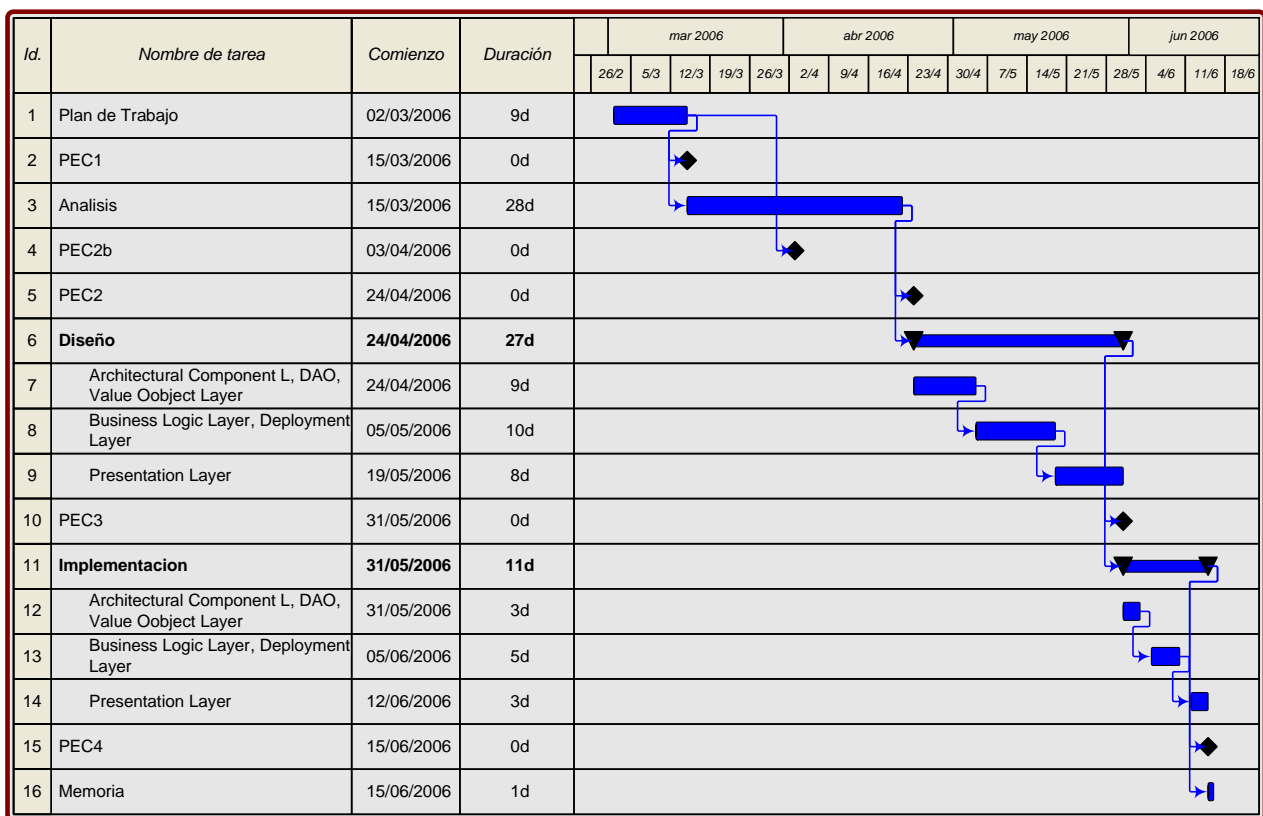 Id. Nombre de tarea Comienzo Duración mar 2006 abr 2006 may 2006 jun 2006
26/2 5/3 12/3 19/3 26/3 2/4 9/4 16/4 23/4 30/4 7/5 14/5 21/5 28/5 4/6 11/6 18/6
1 Plan de Trabajo 02/03/2006 9d
2 PEC1 15/03/2006 0d
3 Analisis 15/03/2006 28d
4 PEC2b 03/04/2006 0d
5 PEC2 24/04/2006 0d
6 Diseño 24/04/2006 27d
7 Architectural Component L, DAO,
Value Oobject Layer 24/04/2006 9d
8 Business Logic Layer, Deployment
Layer 05/05/2006 10d
9 Presentation Layer 19/05/2006 8d
10 PEC3 31/05/2006 0d
11 Implementacion 31/05/2006 11d
12 Architectural Component L, DAO,
Value Oobject Layer 31/05/2006 3d
13 Business Logic Layer, Deployment
Layer 05/06/2006 5d
14 Presentation Layer 12/06/2006 3d
15 PEC4 15/06/2006 0d
16 Memoria 15/06/2006 1d